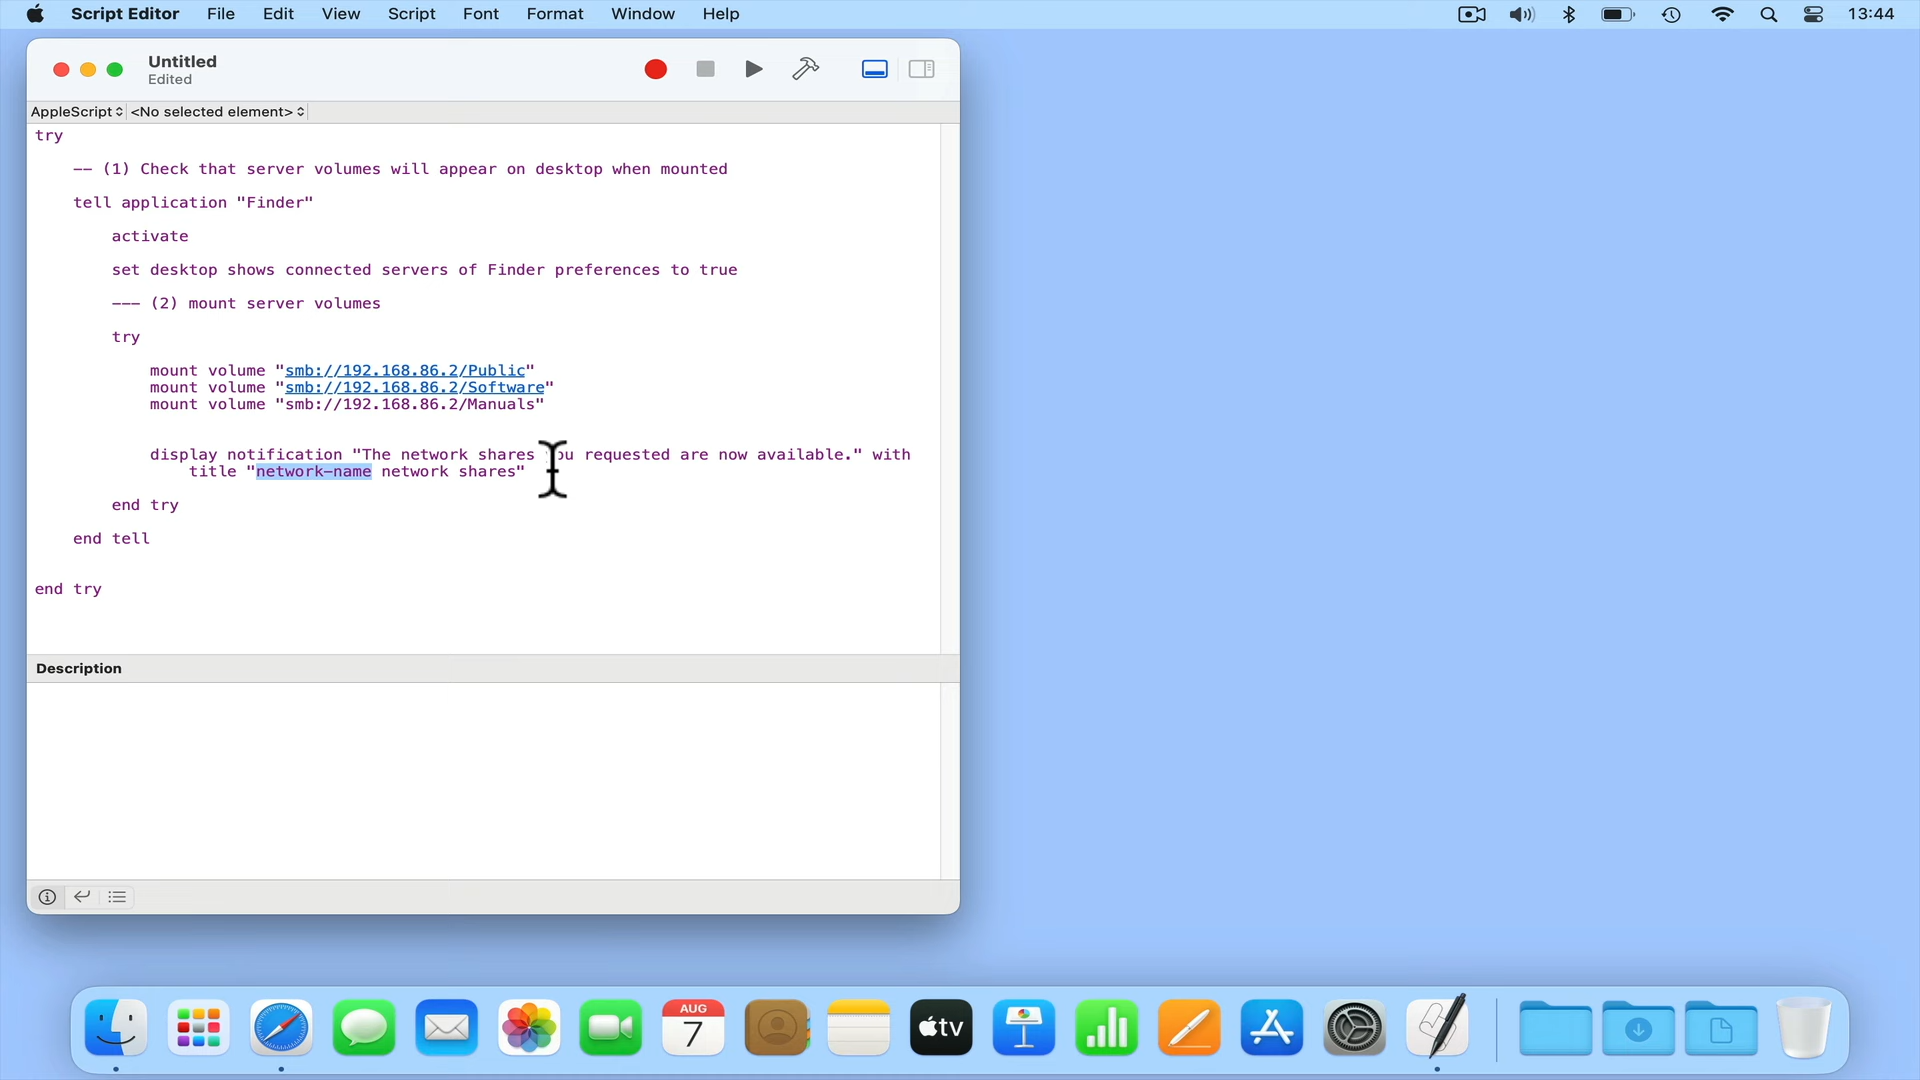 Script Editor File Edit View Script Font Format Window Help 13:44
Untitled
Edited
AppleScript <No selected element>
try
-- (1) Check that server volumes will appear on desktop when mounted
tell application "Finder"
activate
set desktop shows connected servers of Finder preferences to true
--- (2) mount server volumes
try
mount volume "smb://192.168.86.2/Public"
mount volume "smb://192.168.86.2/Software"
mount volume "smb://192.168.86.2/Manuals"
display notification "The network shares you requested are now available." with
title "network-name network shares"
end try
end tell
end try
Description
AUG
7
tv